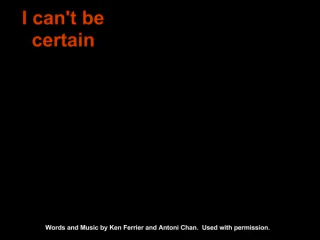 I can't be
certain
Words and Music by Ken Ferrier and Antoni Chan.  Used with permission.